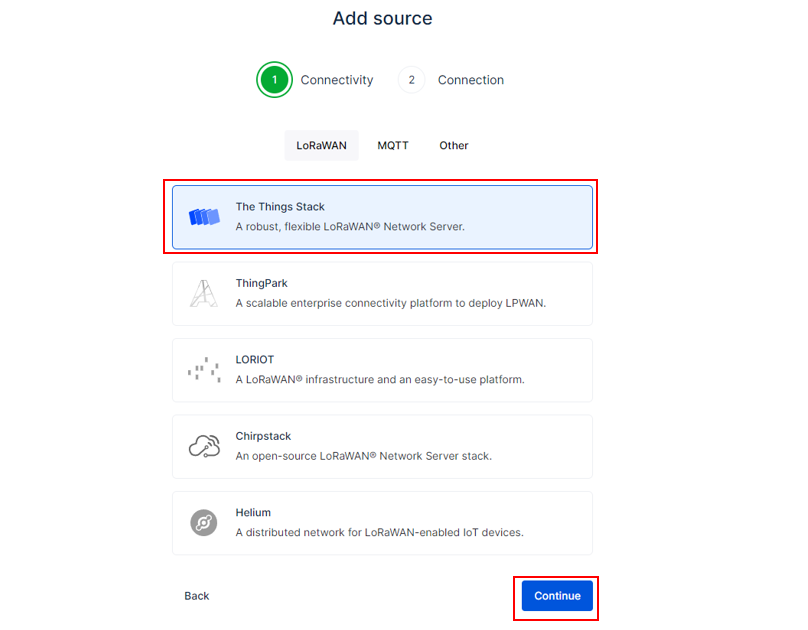 Add source
1 Connectivity 2 Connection
LoRaWAN MQTT Other
The Things Stack
A robust, flexible LoRaWAN® Network Server.
ThingPark
A scalable enterprise connectivity platform to deploy LPWAN.
LORIOT
A LoRaWAN® infrastructure and an easy-to-use platform.
Chirpstack
An open-source LoRaWAN® Network Server stack.
Helium
A distributed network for LoRaWAN-enabled IoT devices.
Back Continue